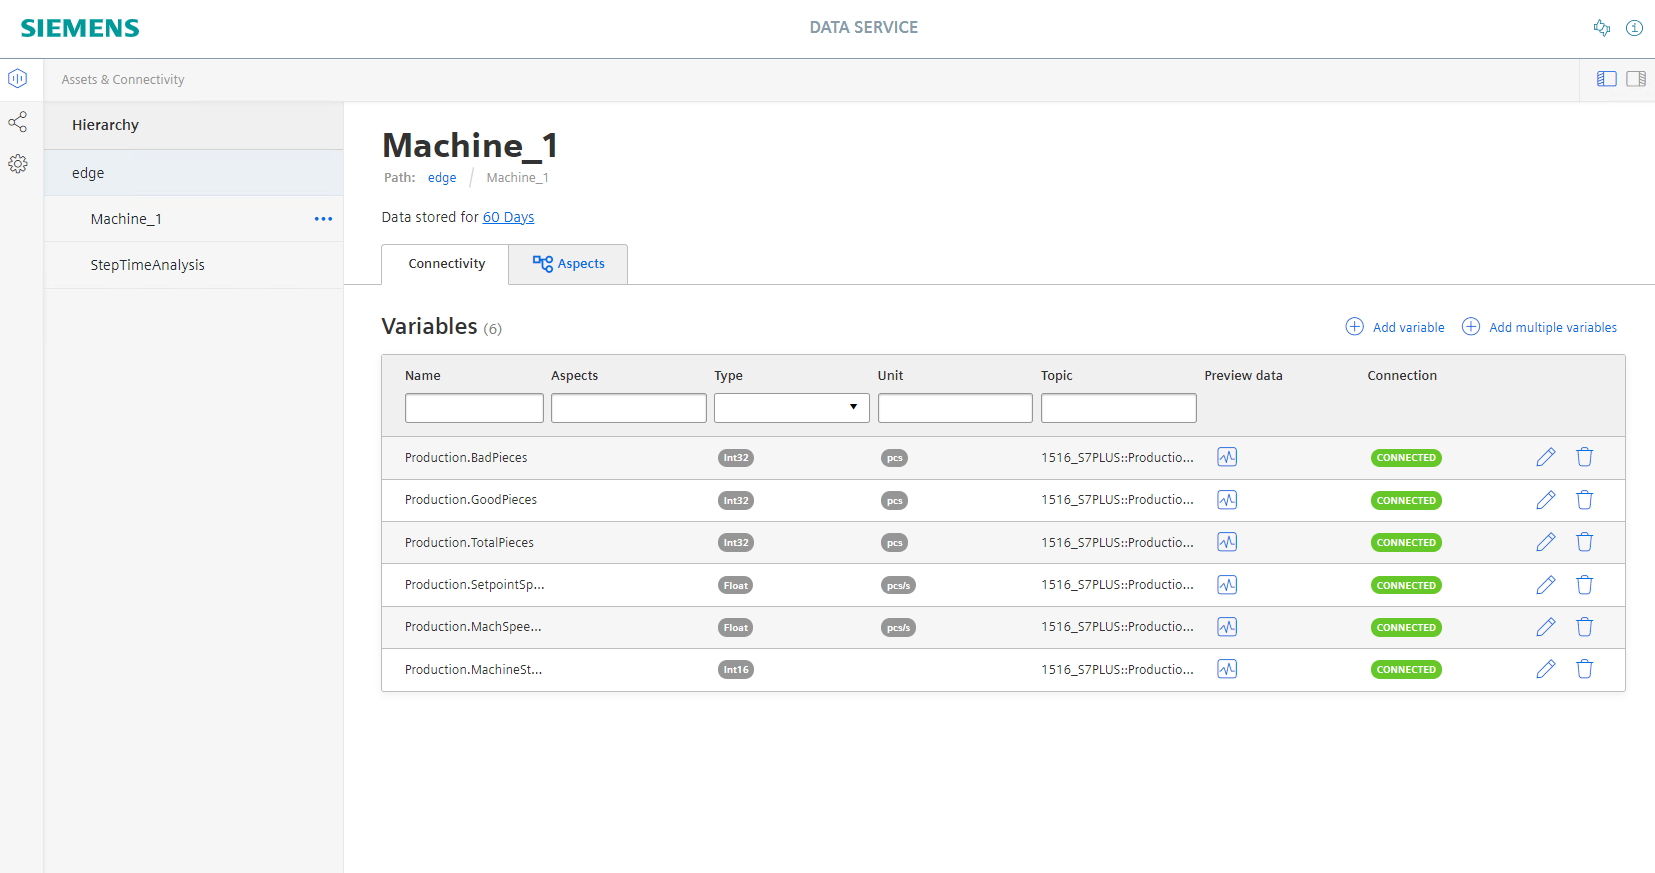 SIEMENS
DATA SERVICE
Assets & Connectivity
Hierarchy
edge
Machine_1
StepTimeAnalysis
Machine_1
Path: edge / Machine_1
Data stored for 60 Days
Connectivity Aspects
Variables (6)
Add variable Add multiple variables
Name Aspects Type Unit Topic Preview data Connection
Production.BadPieces Int32 pcs 1516_S7PLUS::Productio... CONNECTED
Production.GoodPieces Int32 pcs 1516_S7PLUS::Productio... CONNECTED
Production.TotalPieces Int32 pcs 1516_S7PLUS::Productio... CONNECTED
Production.SetpointSp... Float pcs/s 1516_S7PLUS::Productio... CONNECTED
Production.MachSpee... Float pcs/s 1516_S7PLUS::Productio... CONNECTED
Production.MachineSt... Int16 1516_S7PLUS::Productio... CONNECTED